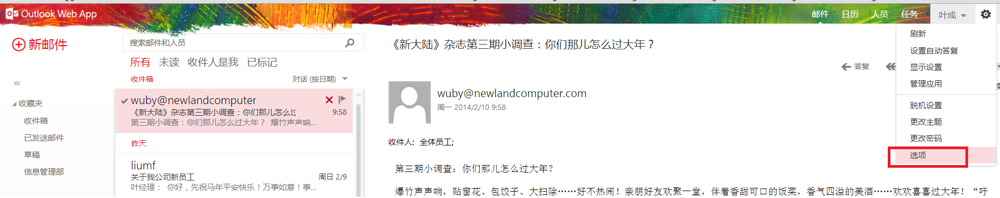 Outlook Web App
邮件 日历 人员 任务 叶成
新邮件
搜索邮件和人员
所有 未读 收件人是我 已标记
收件箱 对话 (按日期)
«
收藏夹
收件箱
已发送邮件
草稿
信息管理部
wuby@newlandcomputer
《新大陆》杂志第三期小调查：你们那儿怎么过 9:58
第三期小调查：你们那儿怎么过大年？ 爆竹声声响...
昨天
liumf
关于我公司新员工 周日 2/9
叶经理： 你好，先祝马年平安快乐！万事如意！事...
《新大陆》杂志第三期小调查：你们那儿怎么过大年？
答复
wuby@newlandcomputer.com
周一 2014/2/10 9:58
收件人: 全体员工;
第三期小调查：你们那儿怎么过大年？
爆竹声声响，贴窗花、包饺子、大扫除……好不热闹！亲朋好友欢聚一堂，伴着香甜可口的饭菜，香气四溢的美酒……欢欢喜喜过大年！“吁
刷新
设置自动答复
显示设置
管理应用
脱机设置
更改主题
更改密码
选项